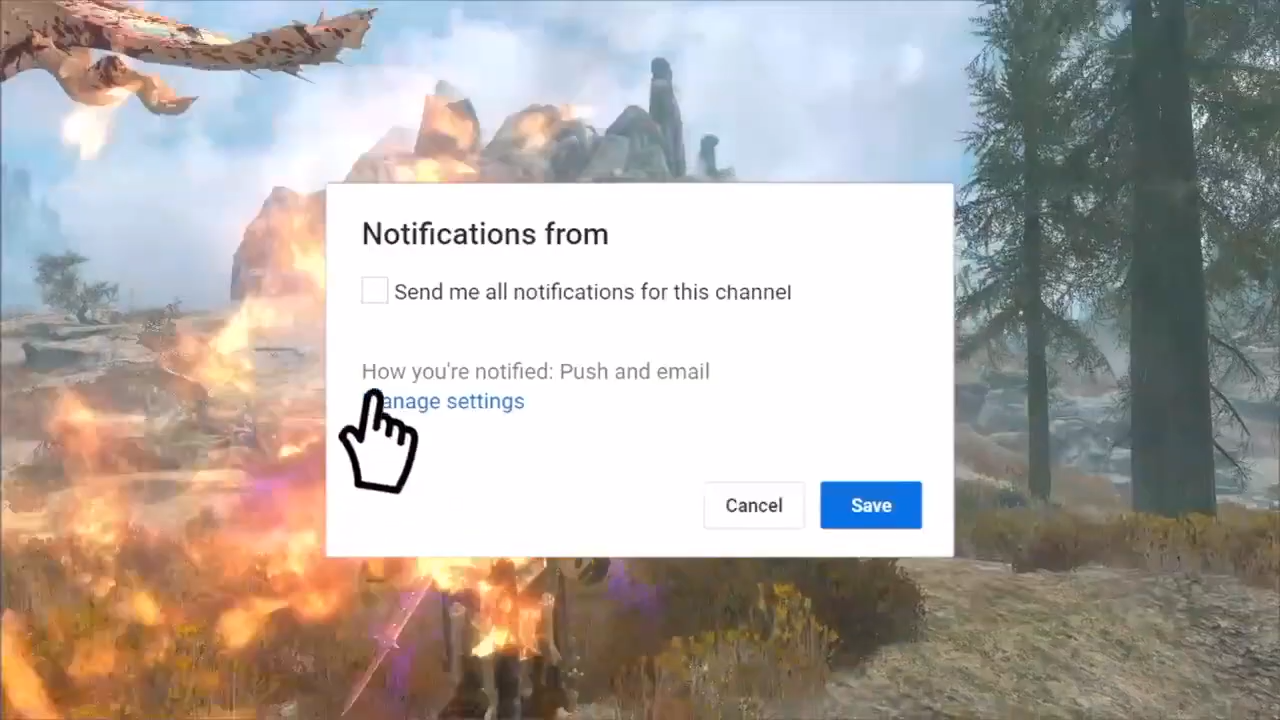 Notifications from
Send me all notifications for this channel
How you're notified: Push and email
anage settings
Cancel
Save